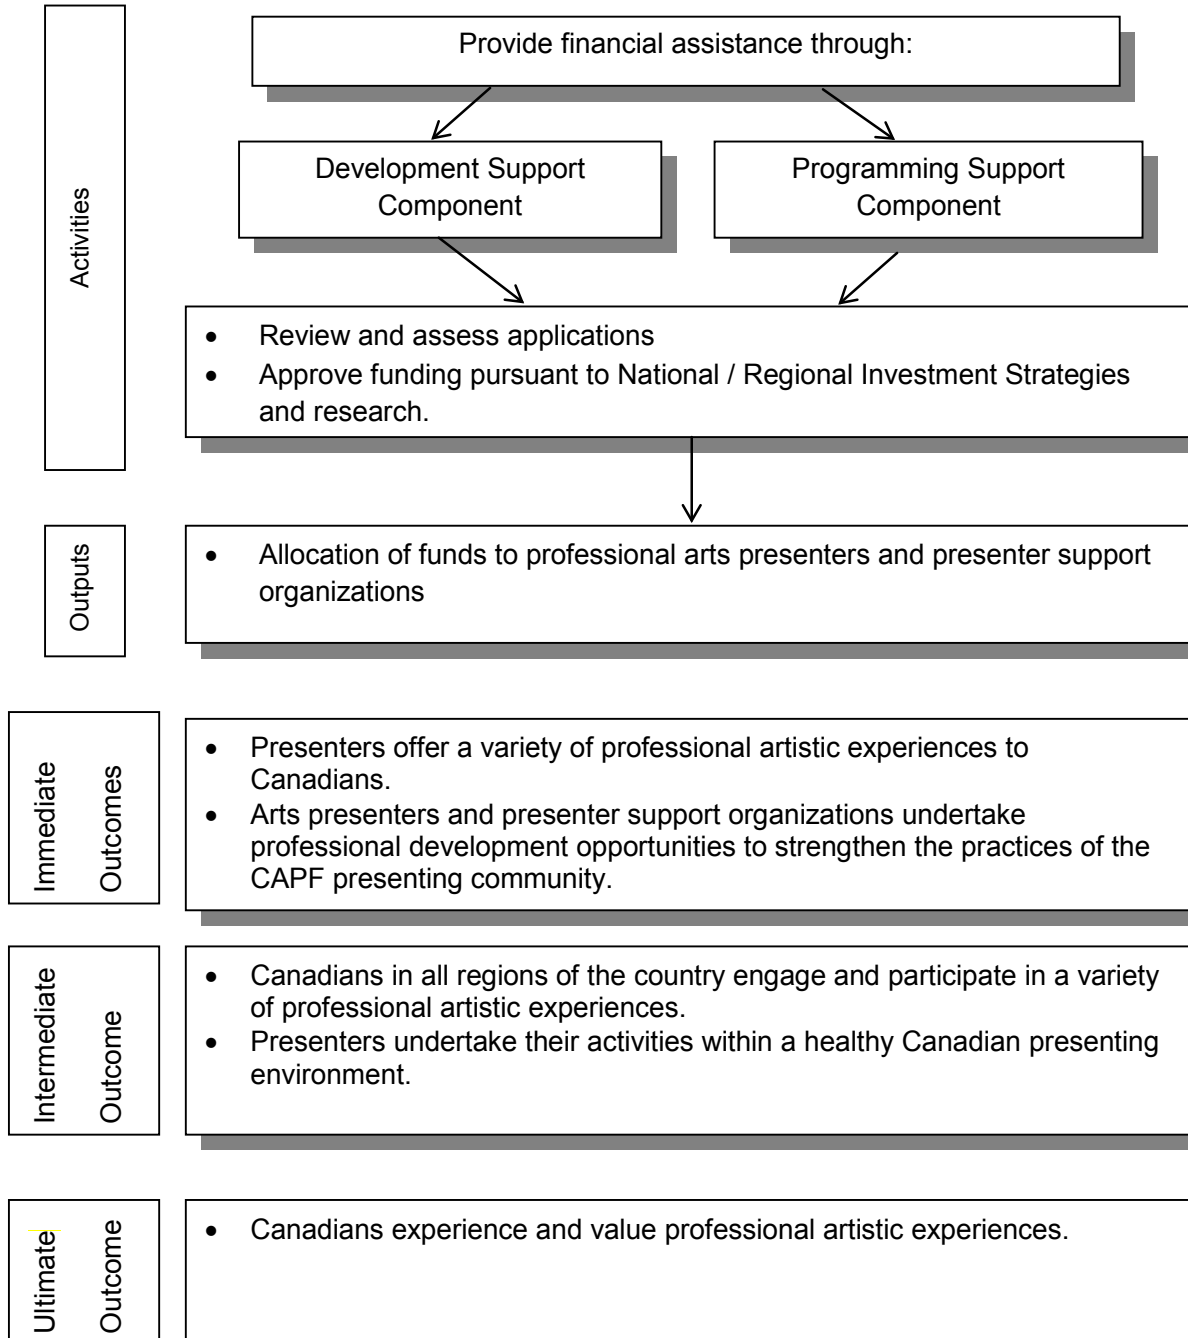 Activities
Provide financial assistance through:
Development Support
Component
Programming Support
Component
• Review and assess applications
• Approve funding pursuant to National / Regional Investment Strategies
and research.
Outputs
• Allocation of funds to professional arts presenters and presenter support
organizations
Immediate
Outcomes
• Presenters offer a variety of professional artistic experiences to
Canadians.
• Arts presenters and presenter support organizations undertake
professional development opportunities to strengthen the practices of the
CAPF presenting community.
Intermediate
Outcome
• Canadians in all regions of the country engage and participate in a variety
of professional artistic experiences.
• Presenters undertake their activities within a healthy Canadian presenting
environment.
Ultimate
Outcome
• Canadians experience and value professional artistic experiences.